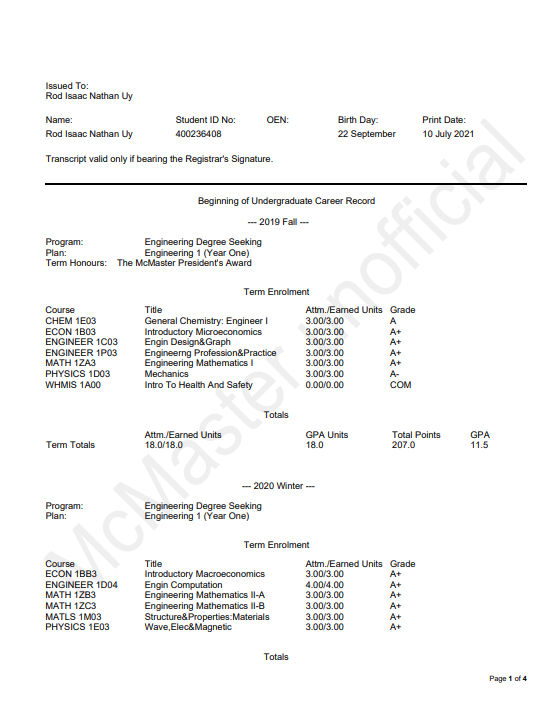 Issued To:
Rod Isaac Nathan Uy
Name: Student ID No: OEN: Birth Day: Print Date:
Rod Isaac Nathan Uy 400236408 22 September 10 July 2021
Transcript valid only if bearing the Registrar's Signature.
Beginning of Undergraduate Career Record
--- 2019 Fall ---
Program: Engineering Degree Seeking
Plan: Engineering 1 (Year One)
Term Honours: The McMaster President's Award
Term Enrolment
Course Title Attm./Earned Units Grade
CHEM 1E03 General Chemistry: Engineer I 3.00/3.00 A
ECON 1B03 Introductory Microeconomics 3.00/3.00 A+
ENGINEER 1C03 Engin Design&Graph 3.00/3.00 A+
ENGINEER 1P03 Engineerng Profession&Practice 3.00/3.00 A+
MATH 1ZA3 Engineering Mathematics I 3.00/3.00 A+
PHYSICS 1D03 Mechanics 3.00/3.00 A-
WHMIS 1A00 Intro To Health And Safety 0.00/0.00 COM
Totals
Attm./Earned Units GPA Units Total Points GPA
Term Totals 18.0/18.0 18.0 207.0 11.5
--- 2020 Winter ---
Program: Engineering Degree Seeking
Plan: Engineering 1 (Year One)
Term Enrolment
Course Title Attm./Earned Units Grade
ECON 1BB3 Introductory Macroeconomics 3.00/3.00 A+
ENGINEER 1D04 Engin Computation 4.00/4.00 A+
MATH 1ZB3 Engineering Mathematics II-A 3.00/3.00 A+
MATH 1ZC3 Engineering Mathematics II-B 3.00/3.00 A+
MATLS 1M03 Structure&Properties:Materials 3.00/3.00 A+
PHYSICS 1E03 Wave,Elec&Magnetic 3.00/3.00 A+
Totals
Page 1 of 4
McMaster Unofficial